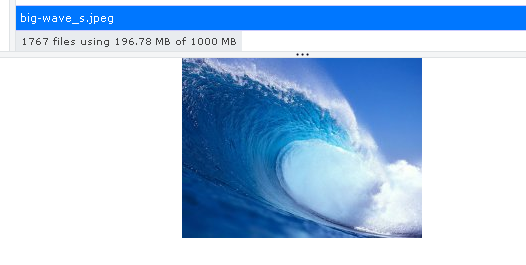 big-wave_s.jpeg
1767 files using 196.78 MB of 1000 MB